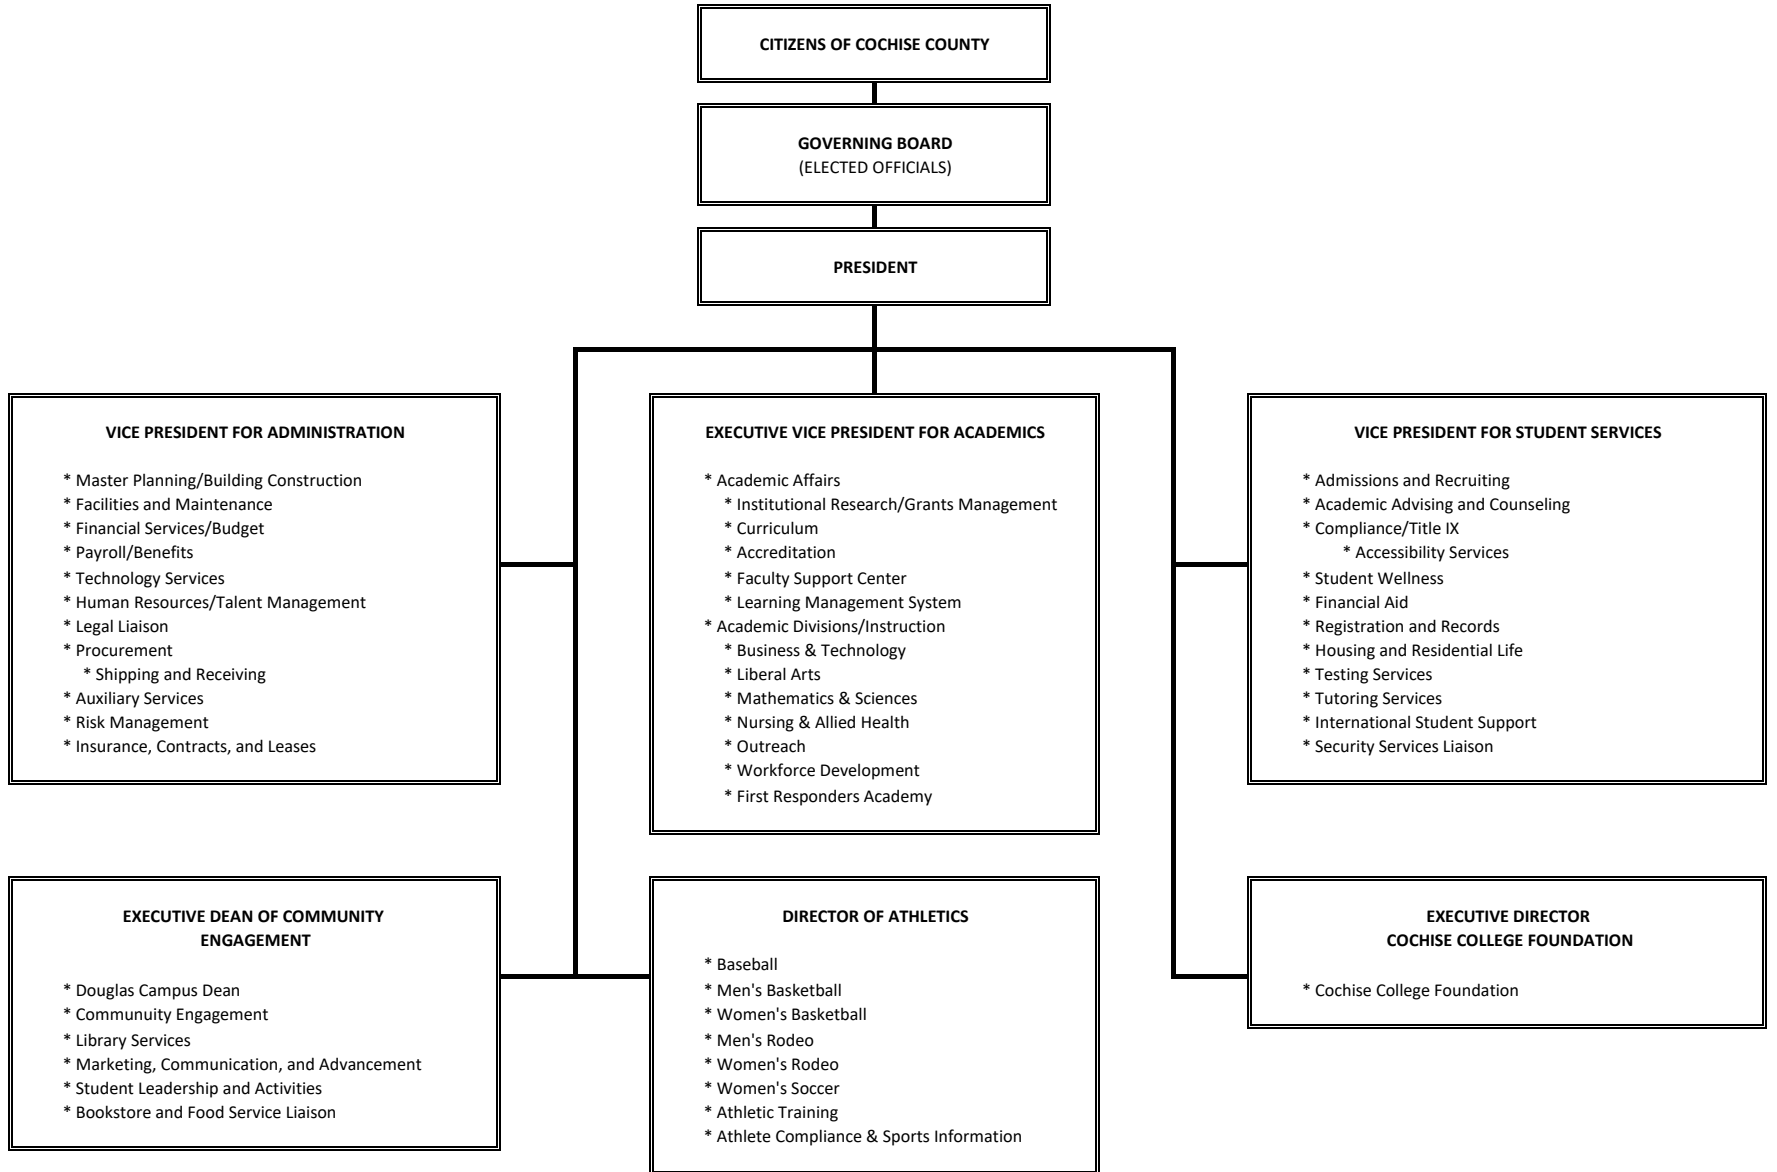 CITIZENS OF COCHISE COUNTY
GOVERNING BOARD
(ELECTED OFFICIALS)
PRESIDENT
VICE PRESIDENT FOR ADMINISTRATION
* Master Planning/Building Construction
* Facilities and Maintenance
* Financial Services/Budget
* Payroll/Benefits
* Technology Services
* Human Resources/Talent Management
* Legal Liaison
* Procurement
* Shipping and Receiving
* Auxiliary Services
* Risk Management
* Insurance, Contracts, and Leases
EXECUTIVE VICE PRESIDENT FOR ACADEMICS
* Academic Affairs
* Institutional Research/Grants Management
* Curriculum
* Accreditation
* Faculty Support Center
* Learning Management System
* Academic Divisions/Instruction
* Business & Technology
* Liberal Arts
* Mathematics & Sciences
* Nursing & Allied Health
* Outreach
* Workforce Development
* First Responders Academy
VICE PRESIDENT FOR STUDENT SERVICES
* Admissions and Recruiting
* Academic Advising and Counseling
* Compliance/Title IX
* Accessibility Services
* Student Wellness
* Financial Aid
* Registration and Records
* Housing and Residential Life
* Testing Services
* Tutoring Services
* International Student Support
* Security Services Liaison
EXECUTIVE DEAN OF COMMUNITY
ENGAGEMENT
* Douglas Campus Dean
* Communuity Engagement
* Library Services
* Marketing, Communication, and Advancement
* Student Leadership and Activities
* Bookstore and Food Service Liaison
DIRECTOR OF ATHLETICS
* Baseball
* Men's Basketball
* Women's Basketball
* Men's Rodeo
* Women's Rodeo
* Women's Soccer
* Athletic Training
* Athlete Compliance & Sports Information
EXECUTIVE DIRECTOR
COCHISE COLLEGE FOUNDATION
* Cochise College Foundation